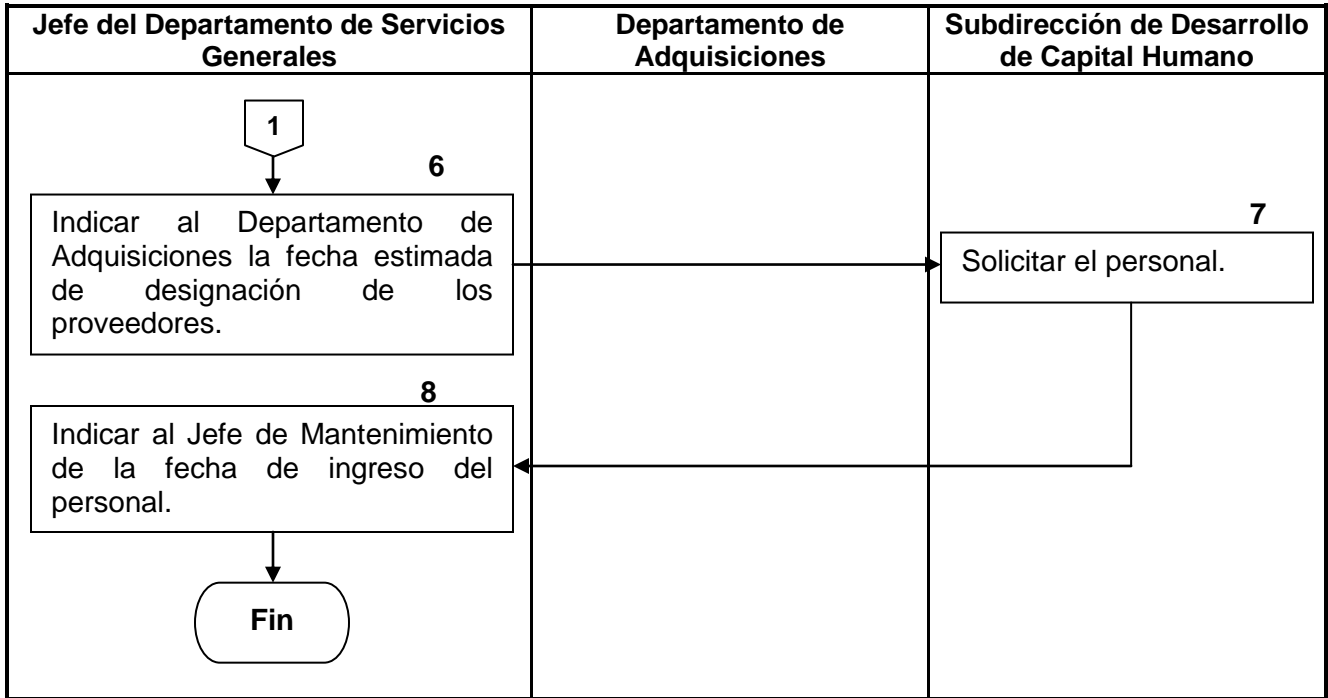 Jefe del Departamento de Servicios
Generales
Departamento de
Adquisiciones
Subdirección de Desarrollo
de Capital Humano
1
6
Indicar al Departamento de
Adquisiciones la fecha estimada
de designación de los
proveedores.
7
Solicitar el personal.
8
Indicar al Jefe de Mantenimiento
de la fecha de ingreso del
personal.
Fin